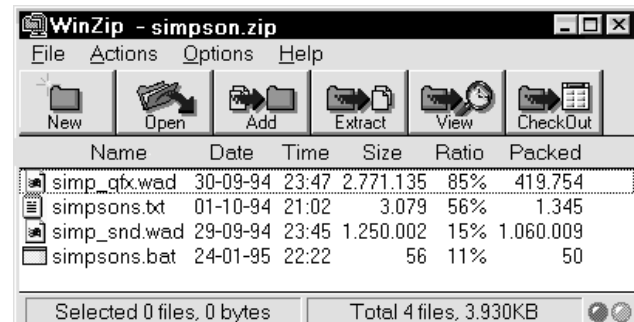 WinZip - simpson.zip
File Actions Options Help
New Open Add Extract View CheckOut
Name Date Time Size Ratio Packed
simp_qfx.wad 30-09-94 23:47 2.771.135 85% 419.754
simpsons.txt 01-10-94 21:02 3.079 56% 1.345
simp_snd.wad 29-09-94 23:45 1.250.002 15% 1.060.009
simpsons.bat 24-01-95 22:22 56 11% 50
Selected 0 files, 0 bytes Total 4 files, 3.930KB